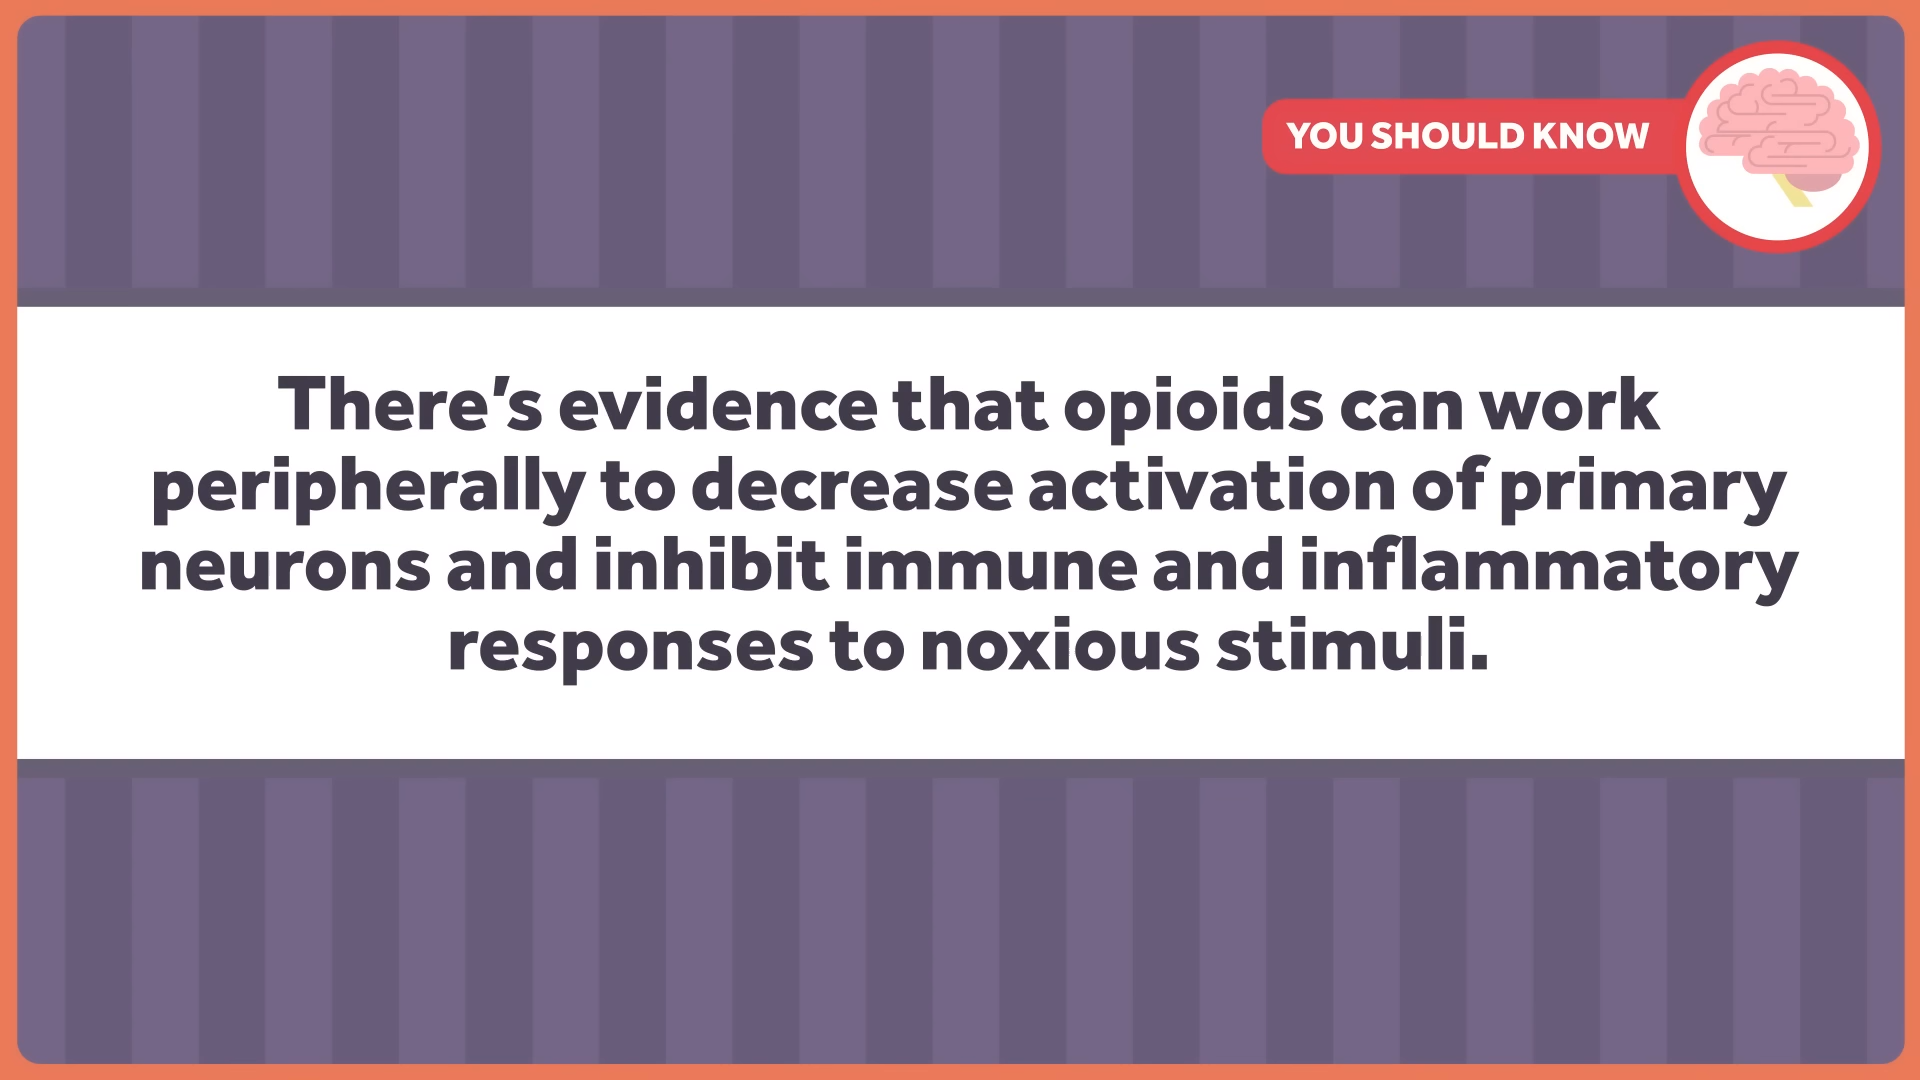 YOU SHOULD KNOW
There’s evidence that opioids can work
peripherally to decrease activation of primary
neurons and inhibit immune and inflammatory
responses to noxious stimuli.